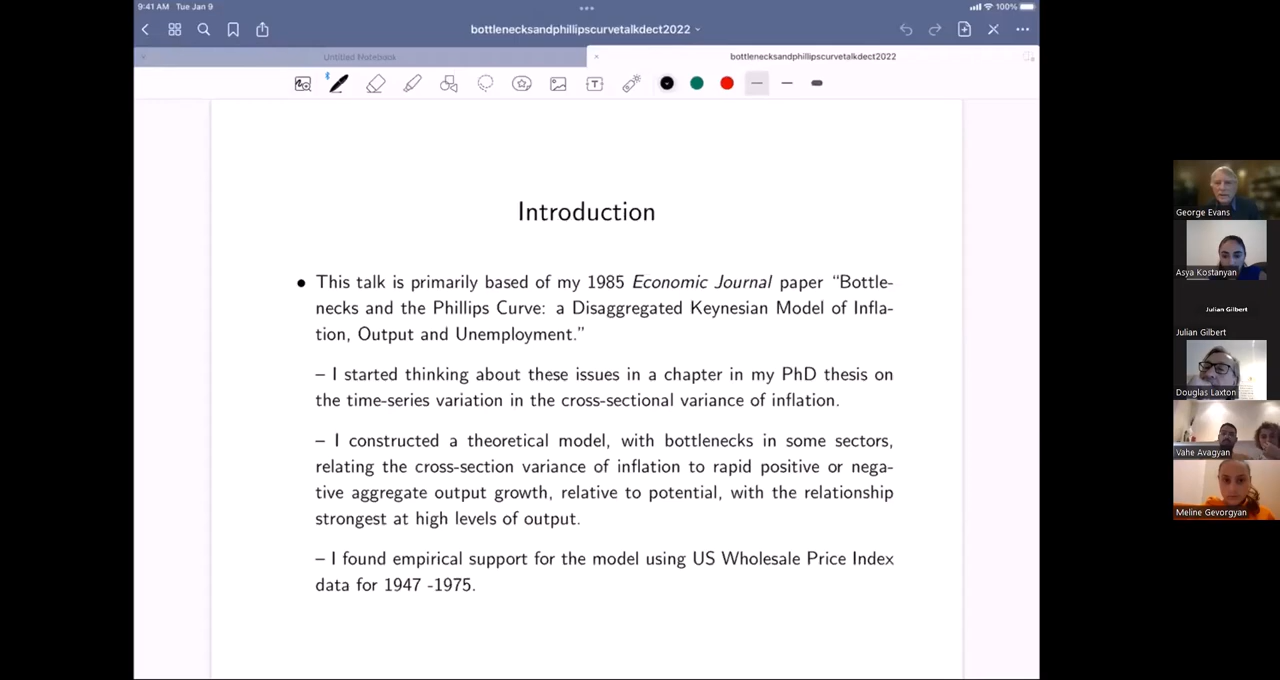 9:41 AM Tue Jan 9
100%
bottlenecksandphillipscurvetalkdect2022
Untitled Notebook
bottlenecksandphillipscurvetalkdect2022
T
Introduction
• This talk is primarily based of my 1985 Economic Journal paper “Bottle-
necks and the Phillips Curve: a Disaggregated Keynesian Model of Infla-
tion, Output and Unemployment.”
– I started thinking about these issues in a chapter in my PhD thesis on
the time-series variation in the cross-sectional variance of inflation.
– I constructed a theoretical model, with bottlenecks in some sectors,
relating the cross-section variance of inflation to rapid positive or nega-
tive aggregate output growth, relative to potential, with the relationship
strongest at high levels of output.
– I found empirical support for the model using US Wholesale Price Index
data for 1947 -1975.
George Evans
Asya Kostanyan
Julian Gilbert
Julian Gilbert
Douglas Laxton
Vahe Avagyan
Meline Gevorgyan